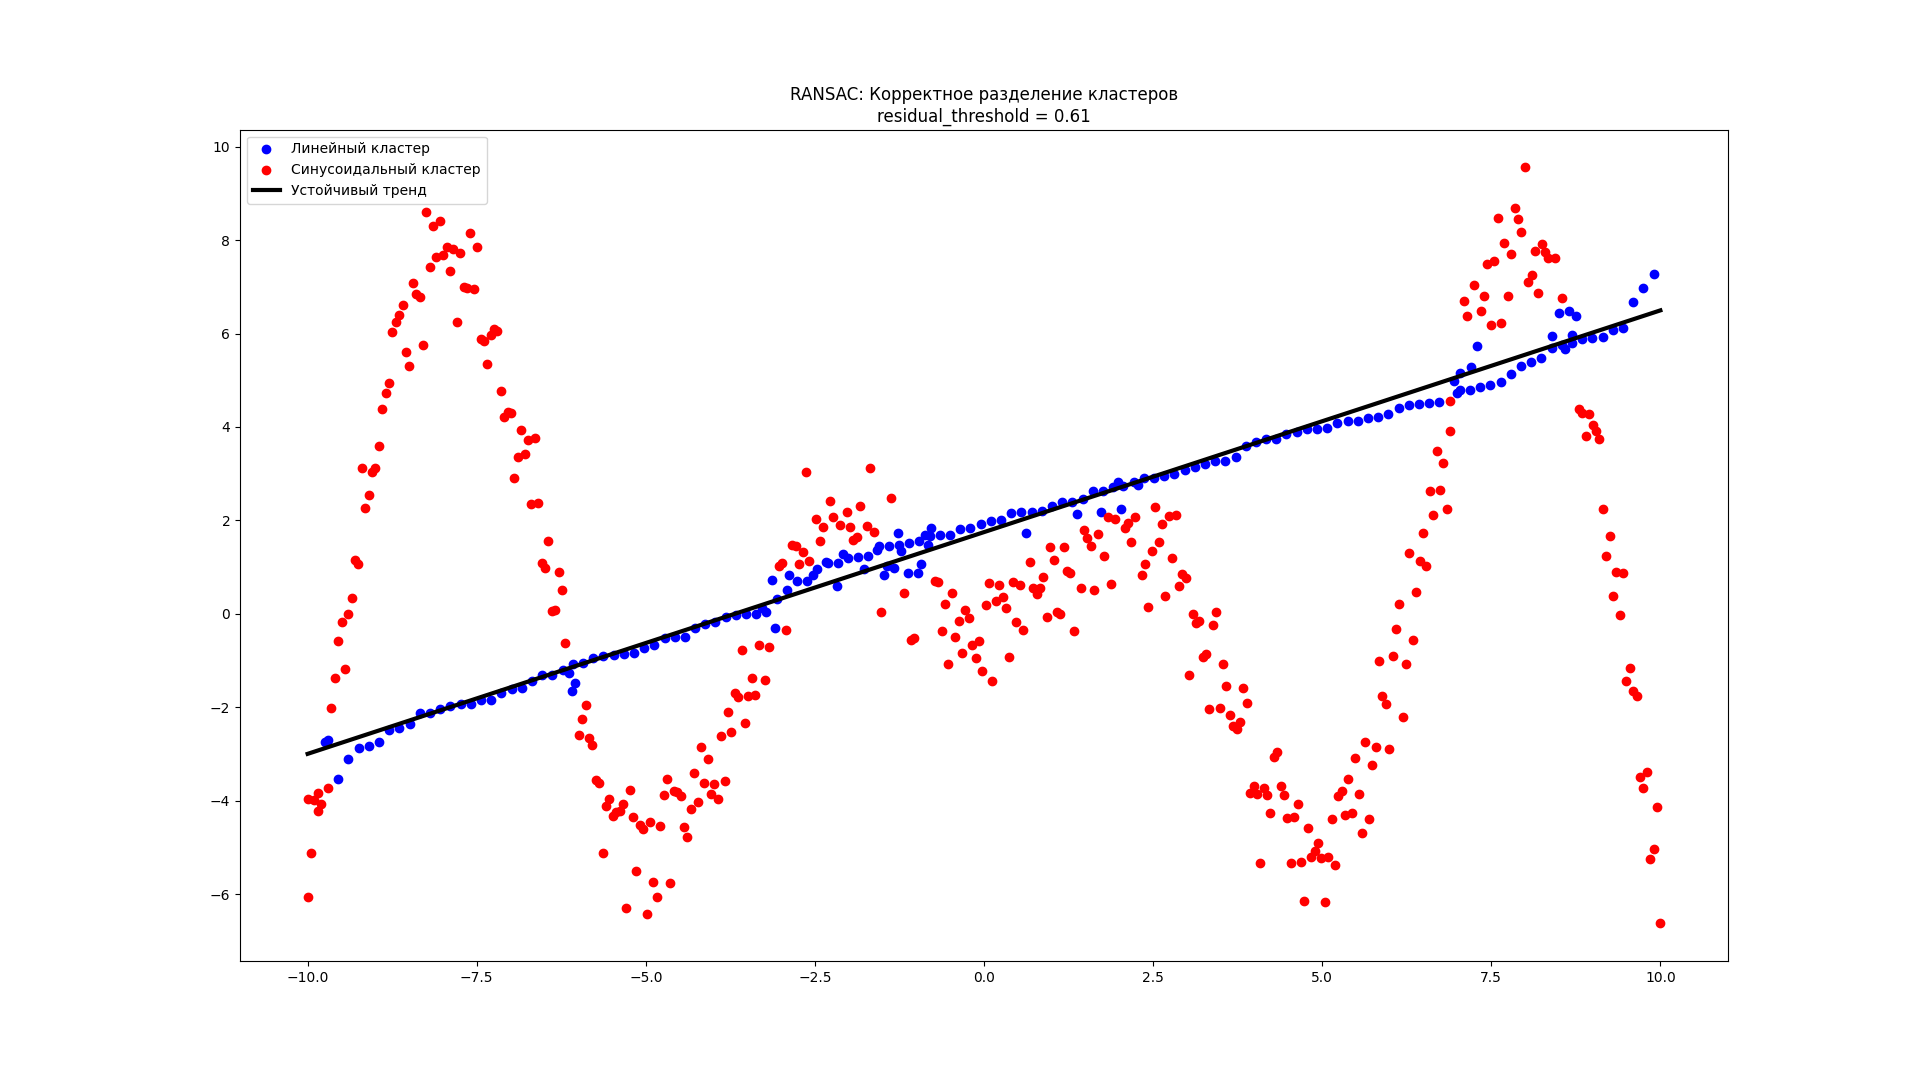 RANSAC: Корректное разделение кластеров
residual_threshold = 0.61
Линейный кластер
Синусоидальный кластер
Устойчивый тренд
10
8
6
4
2
0
−2
−4
−6
−10.0 −7.5 −5.0 −2.5 0.0 2.5 5.0 7.5 10.0